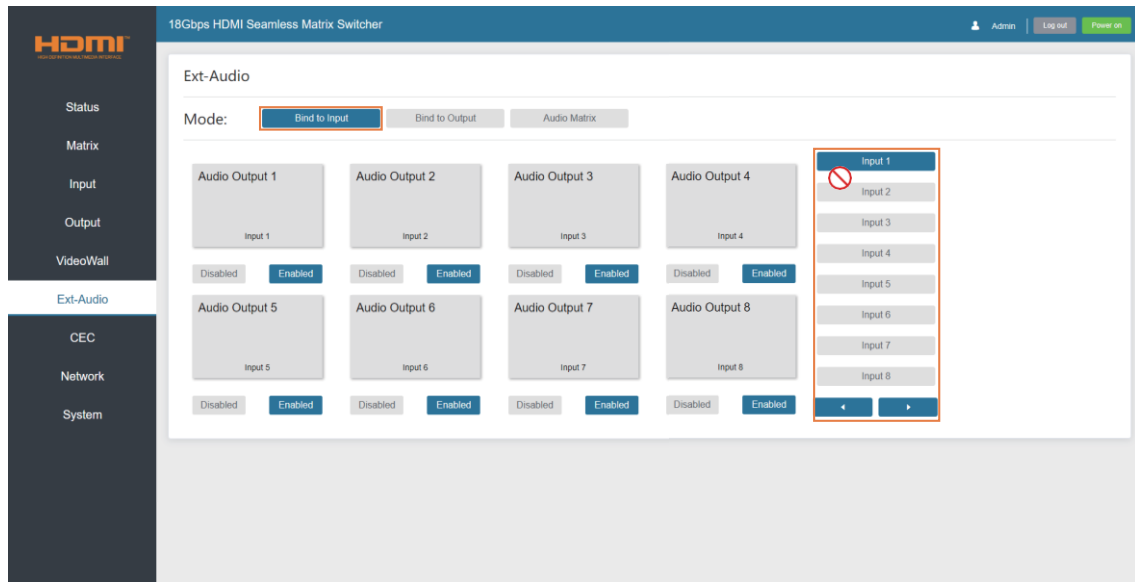 18Gbps HDMI Seamless Matrix Switcher
Admin
Log out
Power on
HDMI
HIGH DEFINITION MULTIMEDIA INTERFACE
Status
Matrix
Input
Output
VideoWall
Ext-Audio
CEC
Network
System
Ext-Audio
Mode:
Bind to Input
Bind to Output
Audio Matrix
Audio Output 1
Input 1
Disabled
Enabled
Audio Output 2
Input 2
Disabled
Enabled
Audio Output 3
Input 3
Disabled
Enabled
Audio Output 4
Input 4
Disabled
Enabled
Audio Output 5
Input 5
Disabled
Enabled
Audio Output 6
Input 6
Disabled
Enabled
Audio Output 7
Input 7
Disabled
Enabled
Audio Output 8
Input 8
Disabled
Enabled
Input 1
Input 2
Input 3
Input 4
Input 5
Input 6
Input 7
Input 8